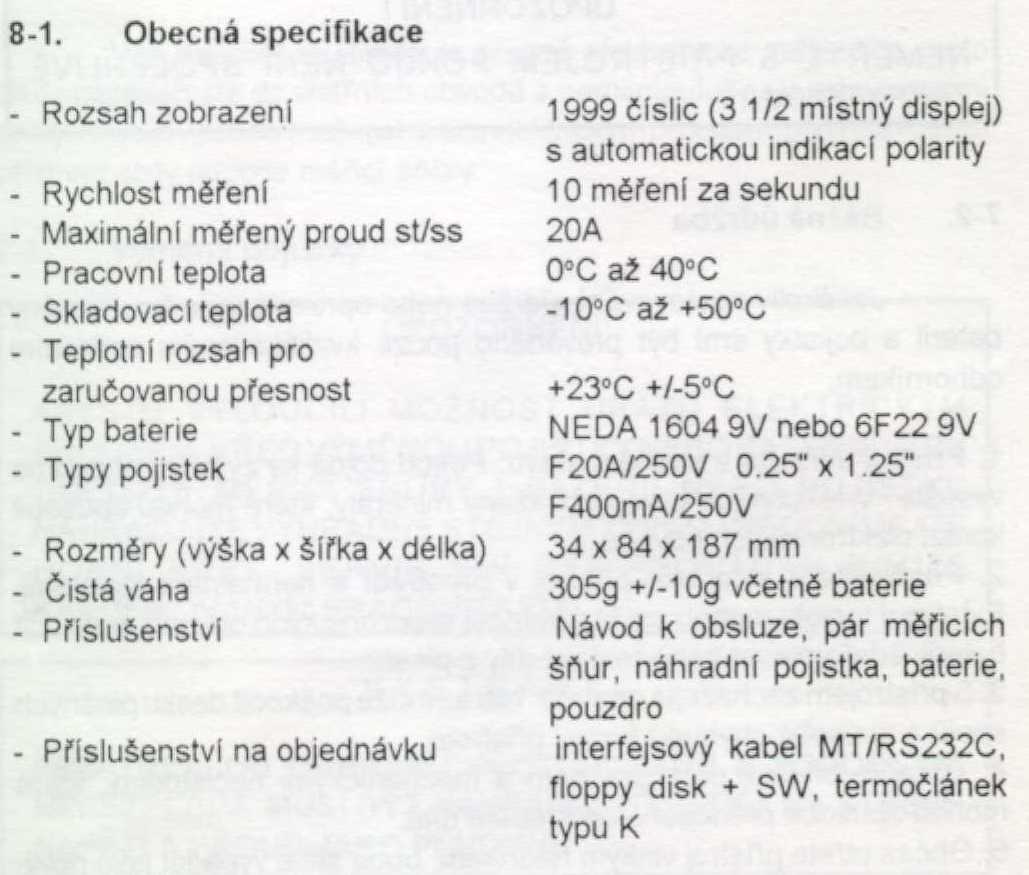 8-1. Obecná specifikace
- Rozsah zobrazení 1999 číslic (3 1/2 místný displej)
s automatickou indikací polarity
- Rychlost měření 10 měření za sekundu
- Maximální měřený proud st/ss 20A
- Pracovní teplota 0°C až 40°C
- Skladovací teplota -10°C až +50°C
- Teplotní rozsah pro
zaručovanou přesnost +23°C +/-5°C
- Typ baterie NEDA 1604 9V nebo 6F22 9V
- Typy pojistek F20A/250V 0.25" x 1.25"
F400mA/250V
- Rozměry (výška x šířka x délka) 34 x 84 x 187 mm
- Čistá váha 305g +/-10g včetně baterie
- Příslušenství Návod k obsluze, pár měřicích
šňúr, náhradní pojistka, baterie,
pouzdro
- Příslušenství na objednávku interfejsový kabel MT/RS232C,
floppy disk + SW, termočlánek
typu K